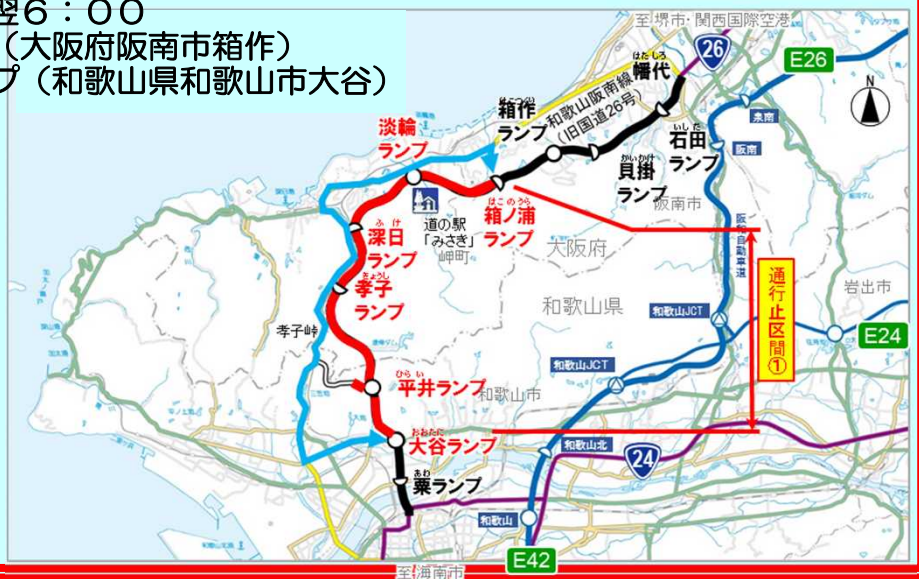 翌6：00
（大阪府阪南市箱作）
プ（和歌山県和歌山市大谷）
至 堺市・関西国際空港
26
E26
はたしろ
幡代
N
和歌山阪南線
（旧国道26号）
箱作
ランプ
泉南
淡輪
ランプ
いしだ
石田
ランプ
阪南
かいかけ
貝掛
ランプ
阪南市
はこのうら
箱ノ浦
ランプ
道の駅
「みさき」
岬町
ふけ
深日
ランプ
大阪府
阪和自動車道
きょうし
孝子
ランプ
通行止区間①
岩出市
和歌山県
和歌山JCT
孝子峠
E24
和歌山JCT
ひらい
平井ランプ
和歌山市
おおたに
大谷ランプ
和歌山北
24
あわ
粟ランプ
和歌山
E42
至 海南市